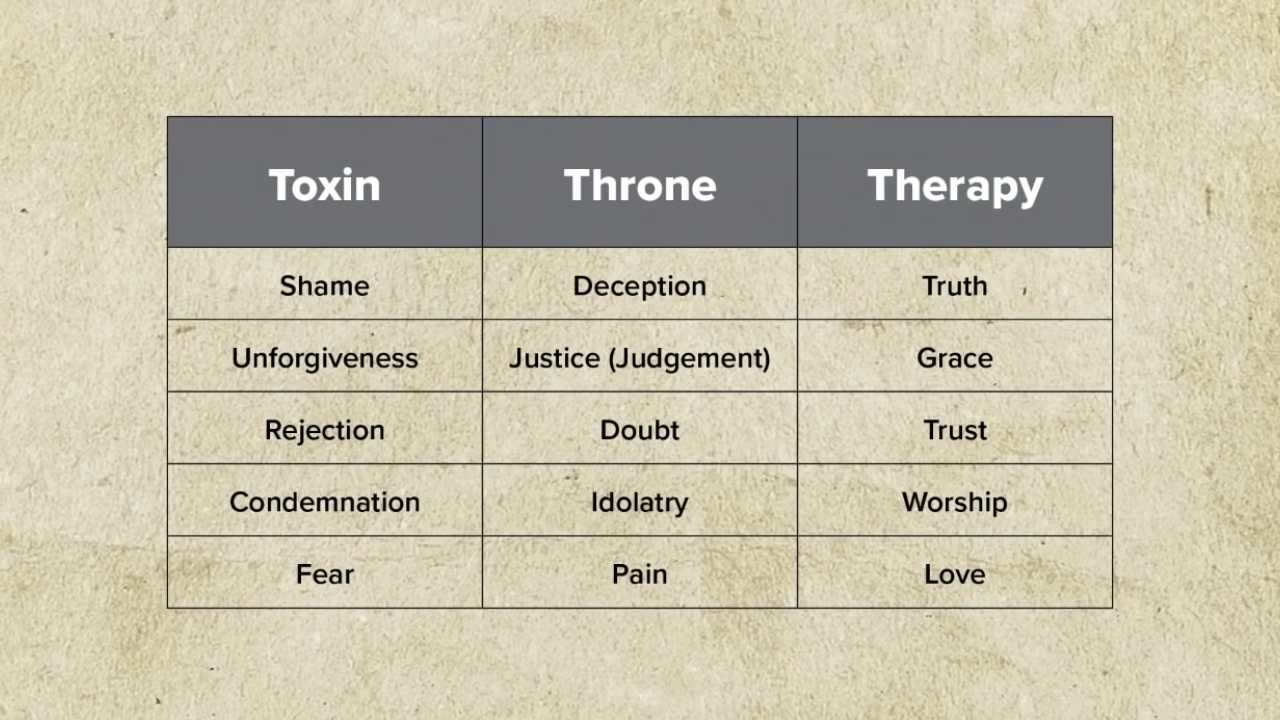 Toxin Throne Therapy
Shame Deception Truth
Unforgiveness Justice (Judgement) Grace
Rejection Doubt Trust
Condemnation Idolatry Worship
Fear Pain Love